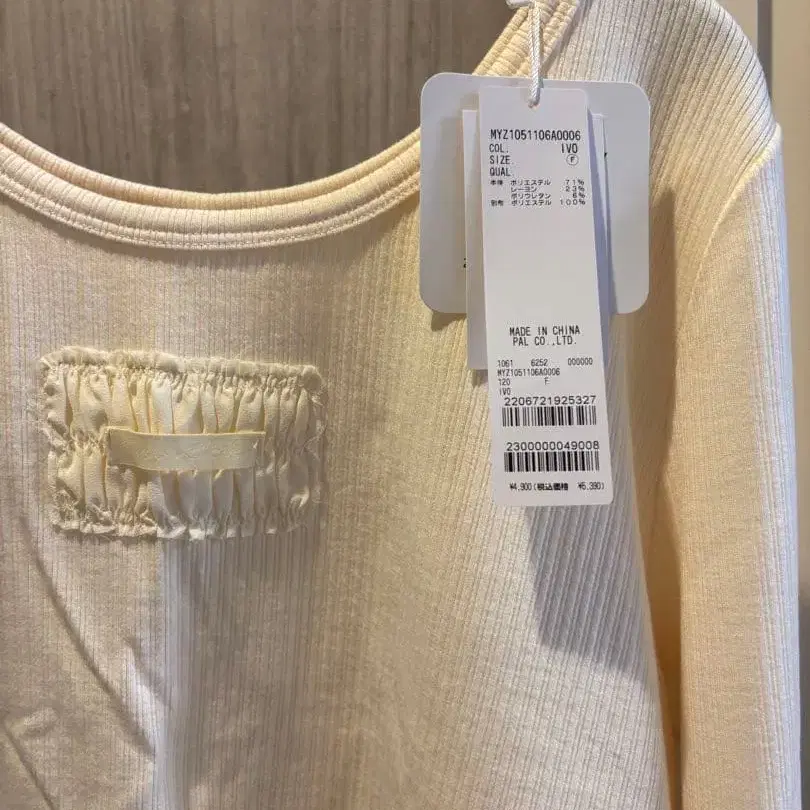 MYZ1051106A0006
COL. IVO
SIZE. F
QUAL.
本体 ポリエステル 71%
レーヨン 23%
ポリウレタン 6%
別布 ポリエステル 100%
MADE IN CHINA
PAL CO.,LTD.
1061 6252 000000
MYZ1051106A0006
120 F
IVO
2206721925327
2300000049008
¥4,900(税込価格 ¥5,390)